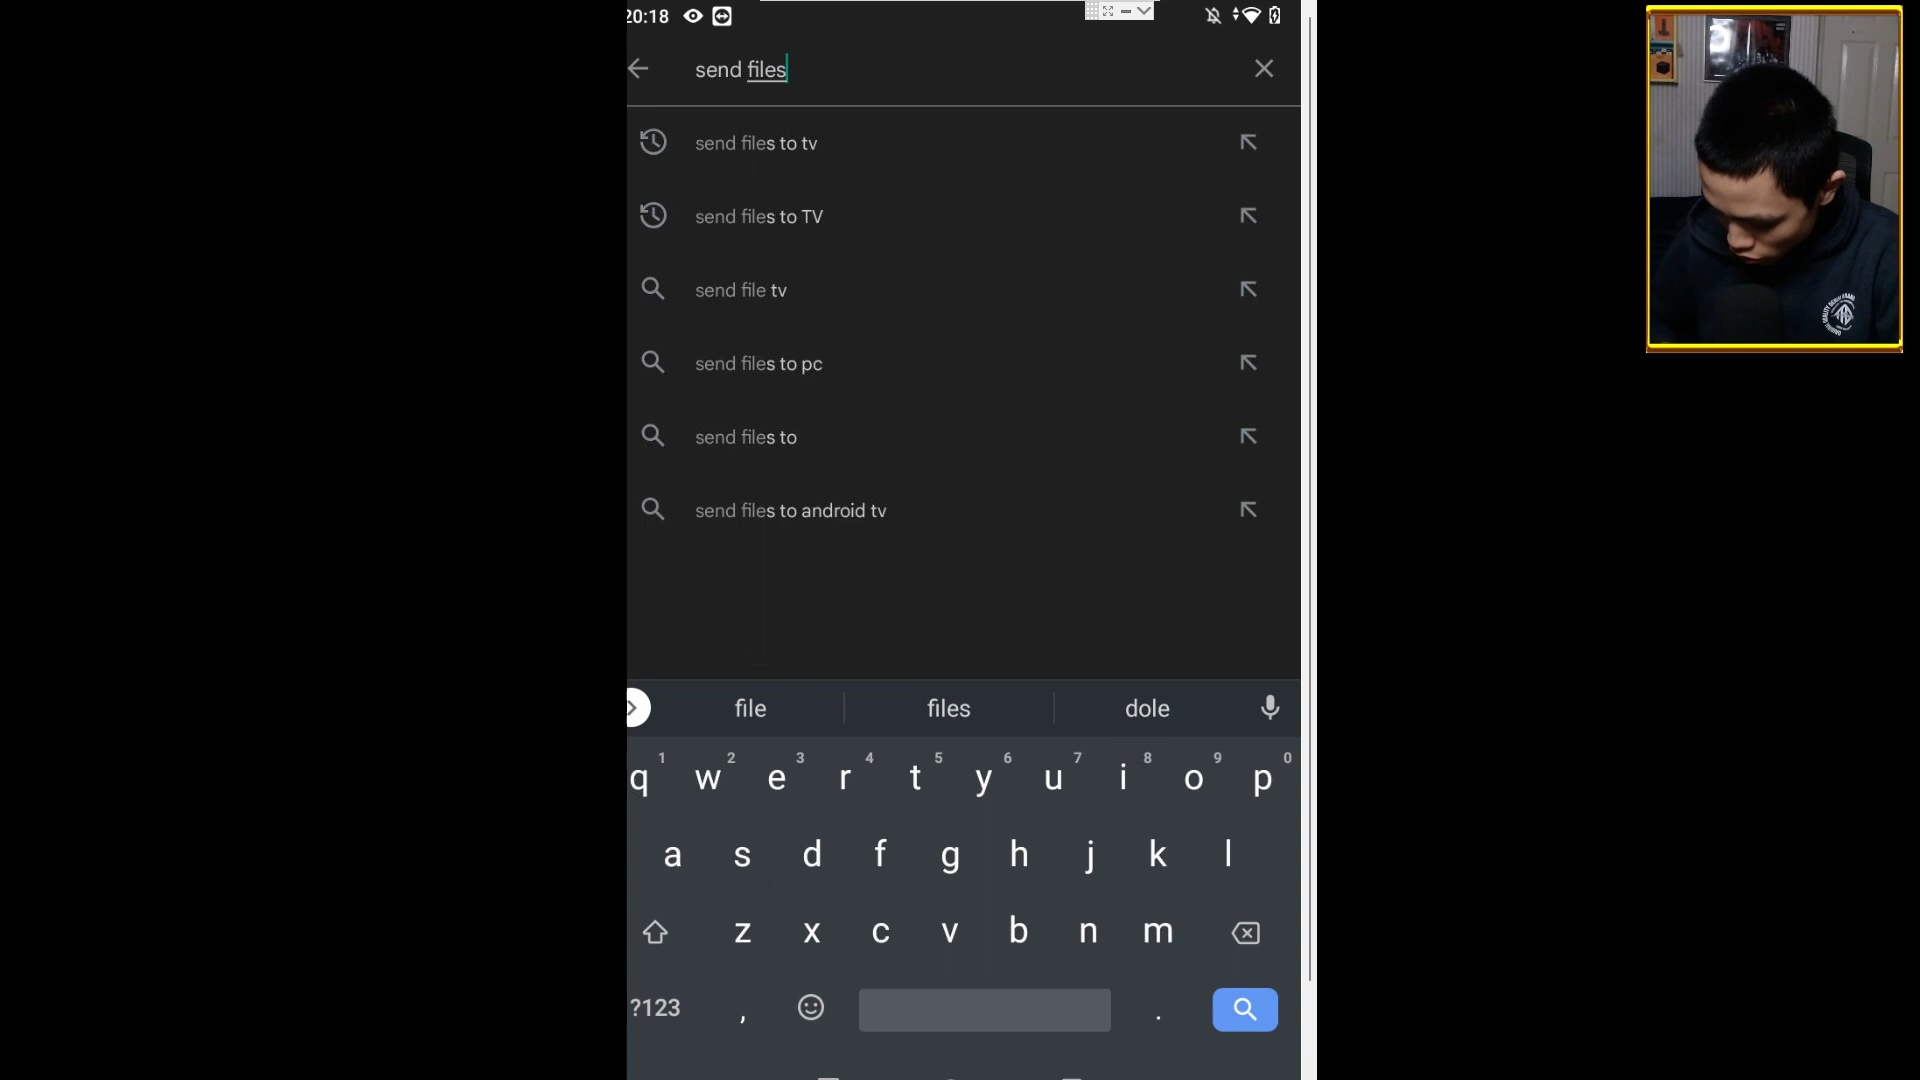 20:18
send files
send files to tv
send files to TV
send file tv
send files to pc
send files to
send files to android tv
file files dole
1 2 3 4 5 6 7 8 9 0
q w e r t y u i o p
a s d f g h j k l
z x c v b n m
?123 , .